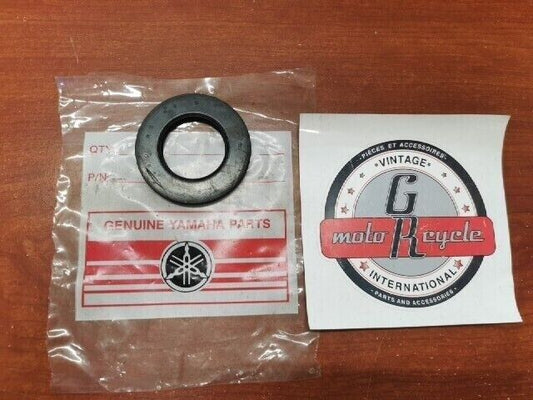 QTY
P/N
GENUINE YAMAHA PARTS
- PIÈCES ET ACCESSOIRES -
VINTAGE
G
moto R cycle
INTERNATIONAL
- PARTS AND ACCESSORIES -